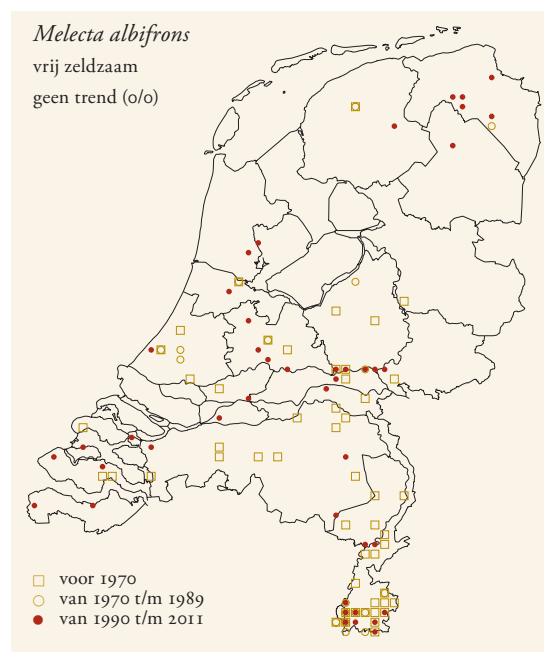 Melecta albifrons
vrij zeldzaam
geen trend (0/0)
voor 1970
van 1970 t/m 1989
van 1990 t/m 2011